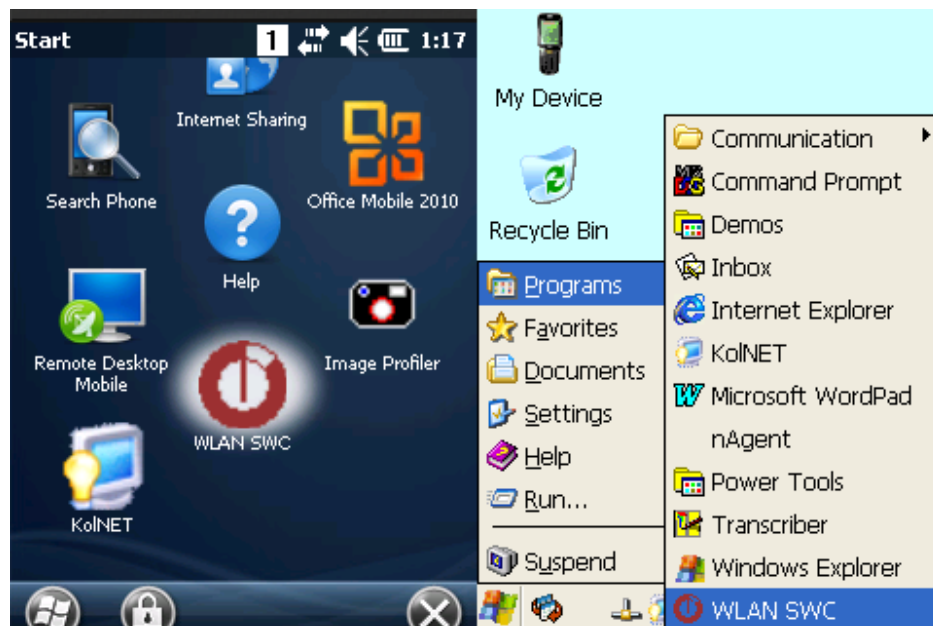 Start
1
1:17
Internet Sharing
Search Phone
Office Mobile 2010
Help
Remote Desktop
Mobile
Image Profiler
WLAN SWC
KolNET
My Device
Recycle Bin
Programs
Favorites
Documents
Settings
Help
Run...
Suspend
Communication
Command Prompt
Demos
Inbox
Internet Explorer
KolNET
Microsoft WordPad
nAgent
Power Tools
Transcriber
Windows Explorer
WLAN SWC